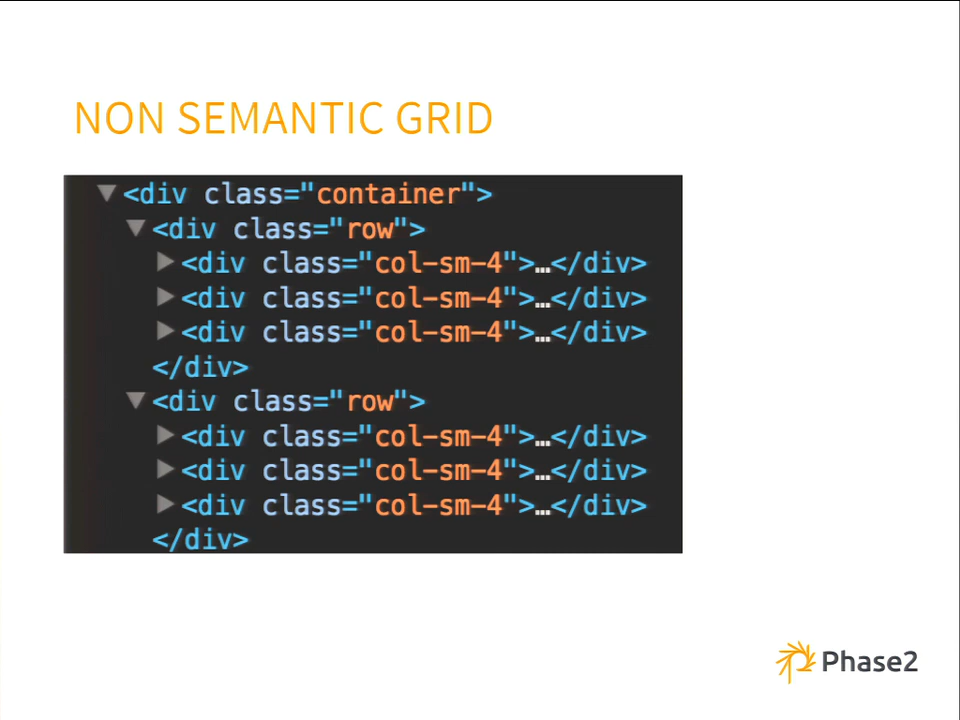 NON SEMANTIC GRID
<div class="container">
<div class="row">
<div class="col-sm-4">…</div>
<div class="col-sm-4">…</div>
<div class="col-sm-4">…</div>
</div>
<div class="row">
<div class="col-sm-4">…</div>
<div class="col-sm-4">…</div>
<div class="col-sm-4">…</div>
</div>
Phase2